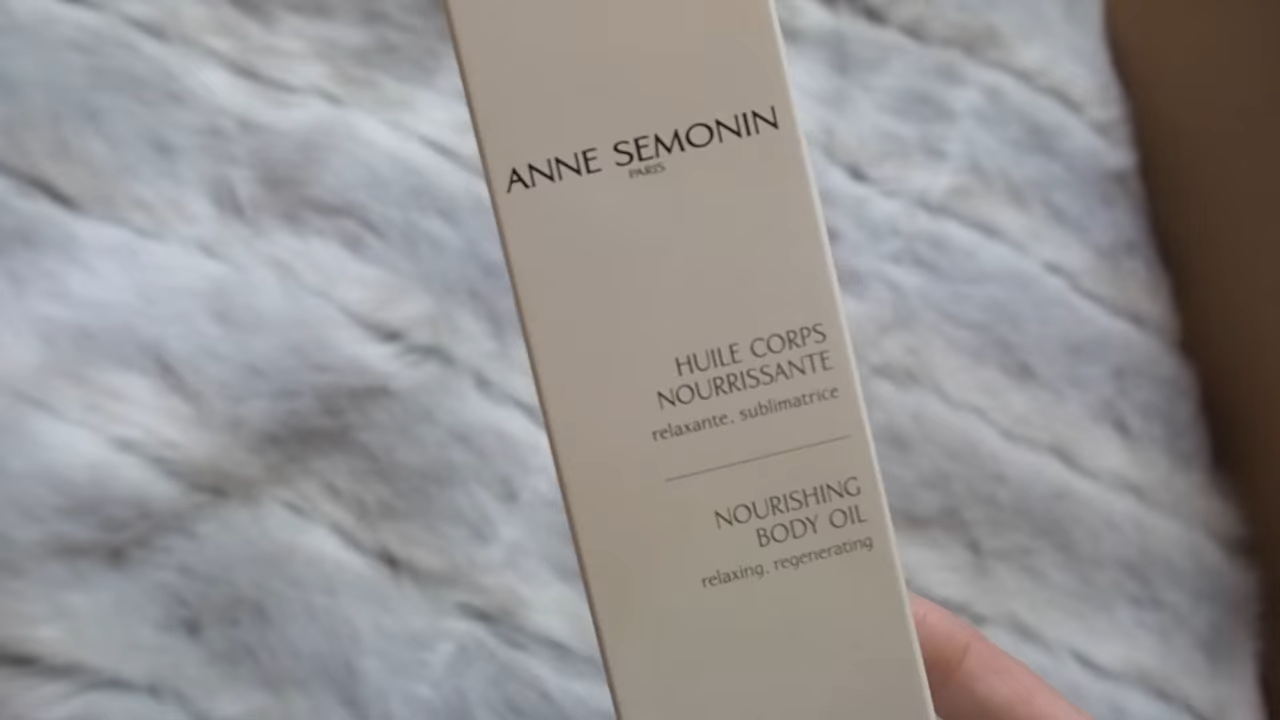 ANNE SEMONIN
PARIS
HUILE CORPS
NOURRISSANTE
relaxante, sublimatrice
NOURISHING
BODY OIL
relaxing, regenerating